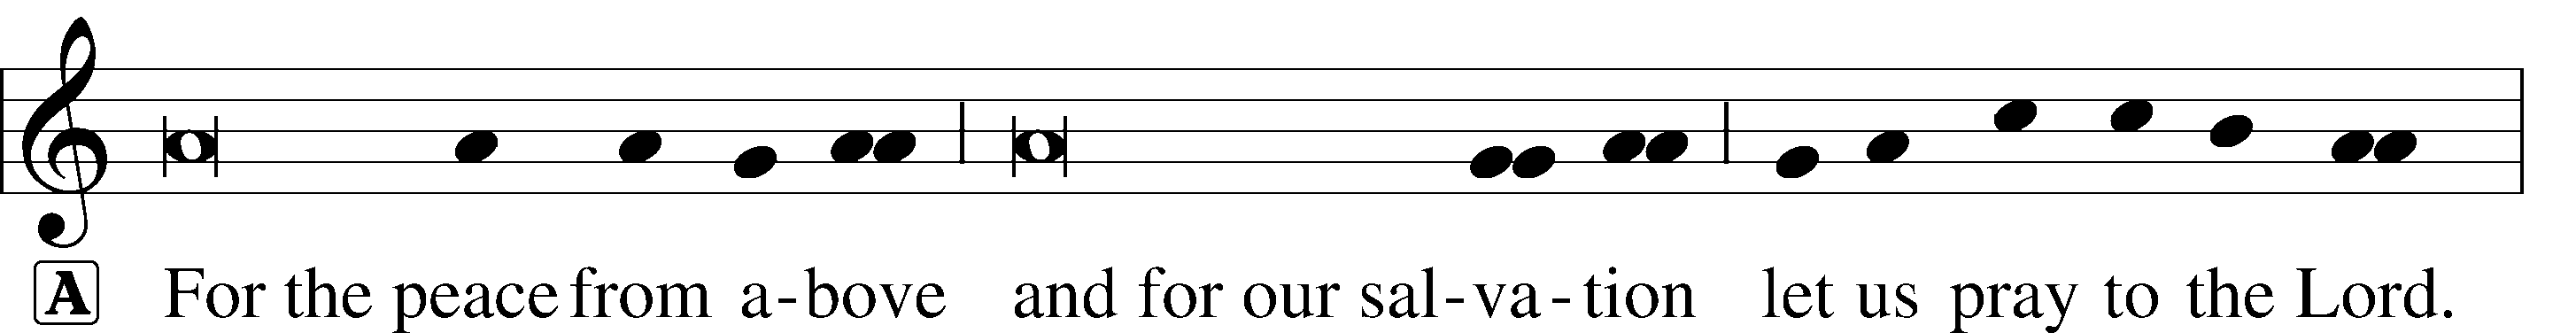 A For the peace from a-bove and for our sal-va-tion let us pray to the Lord.